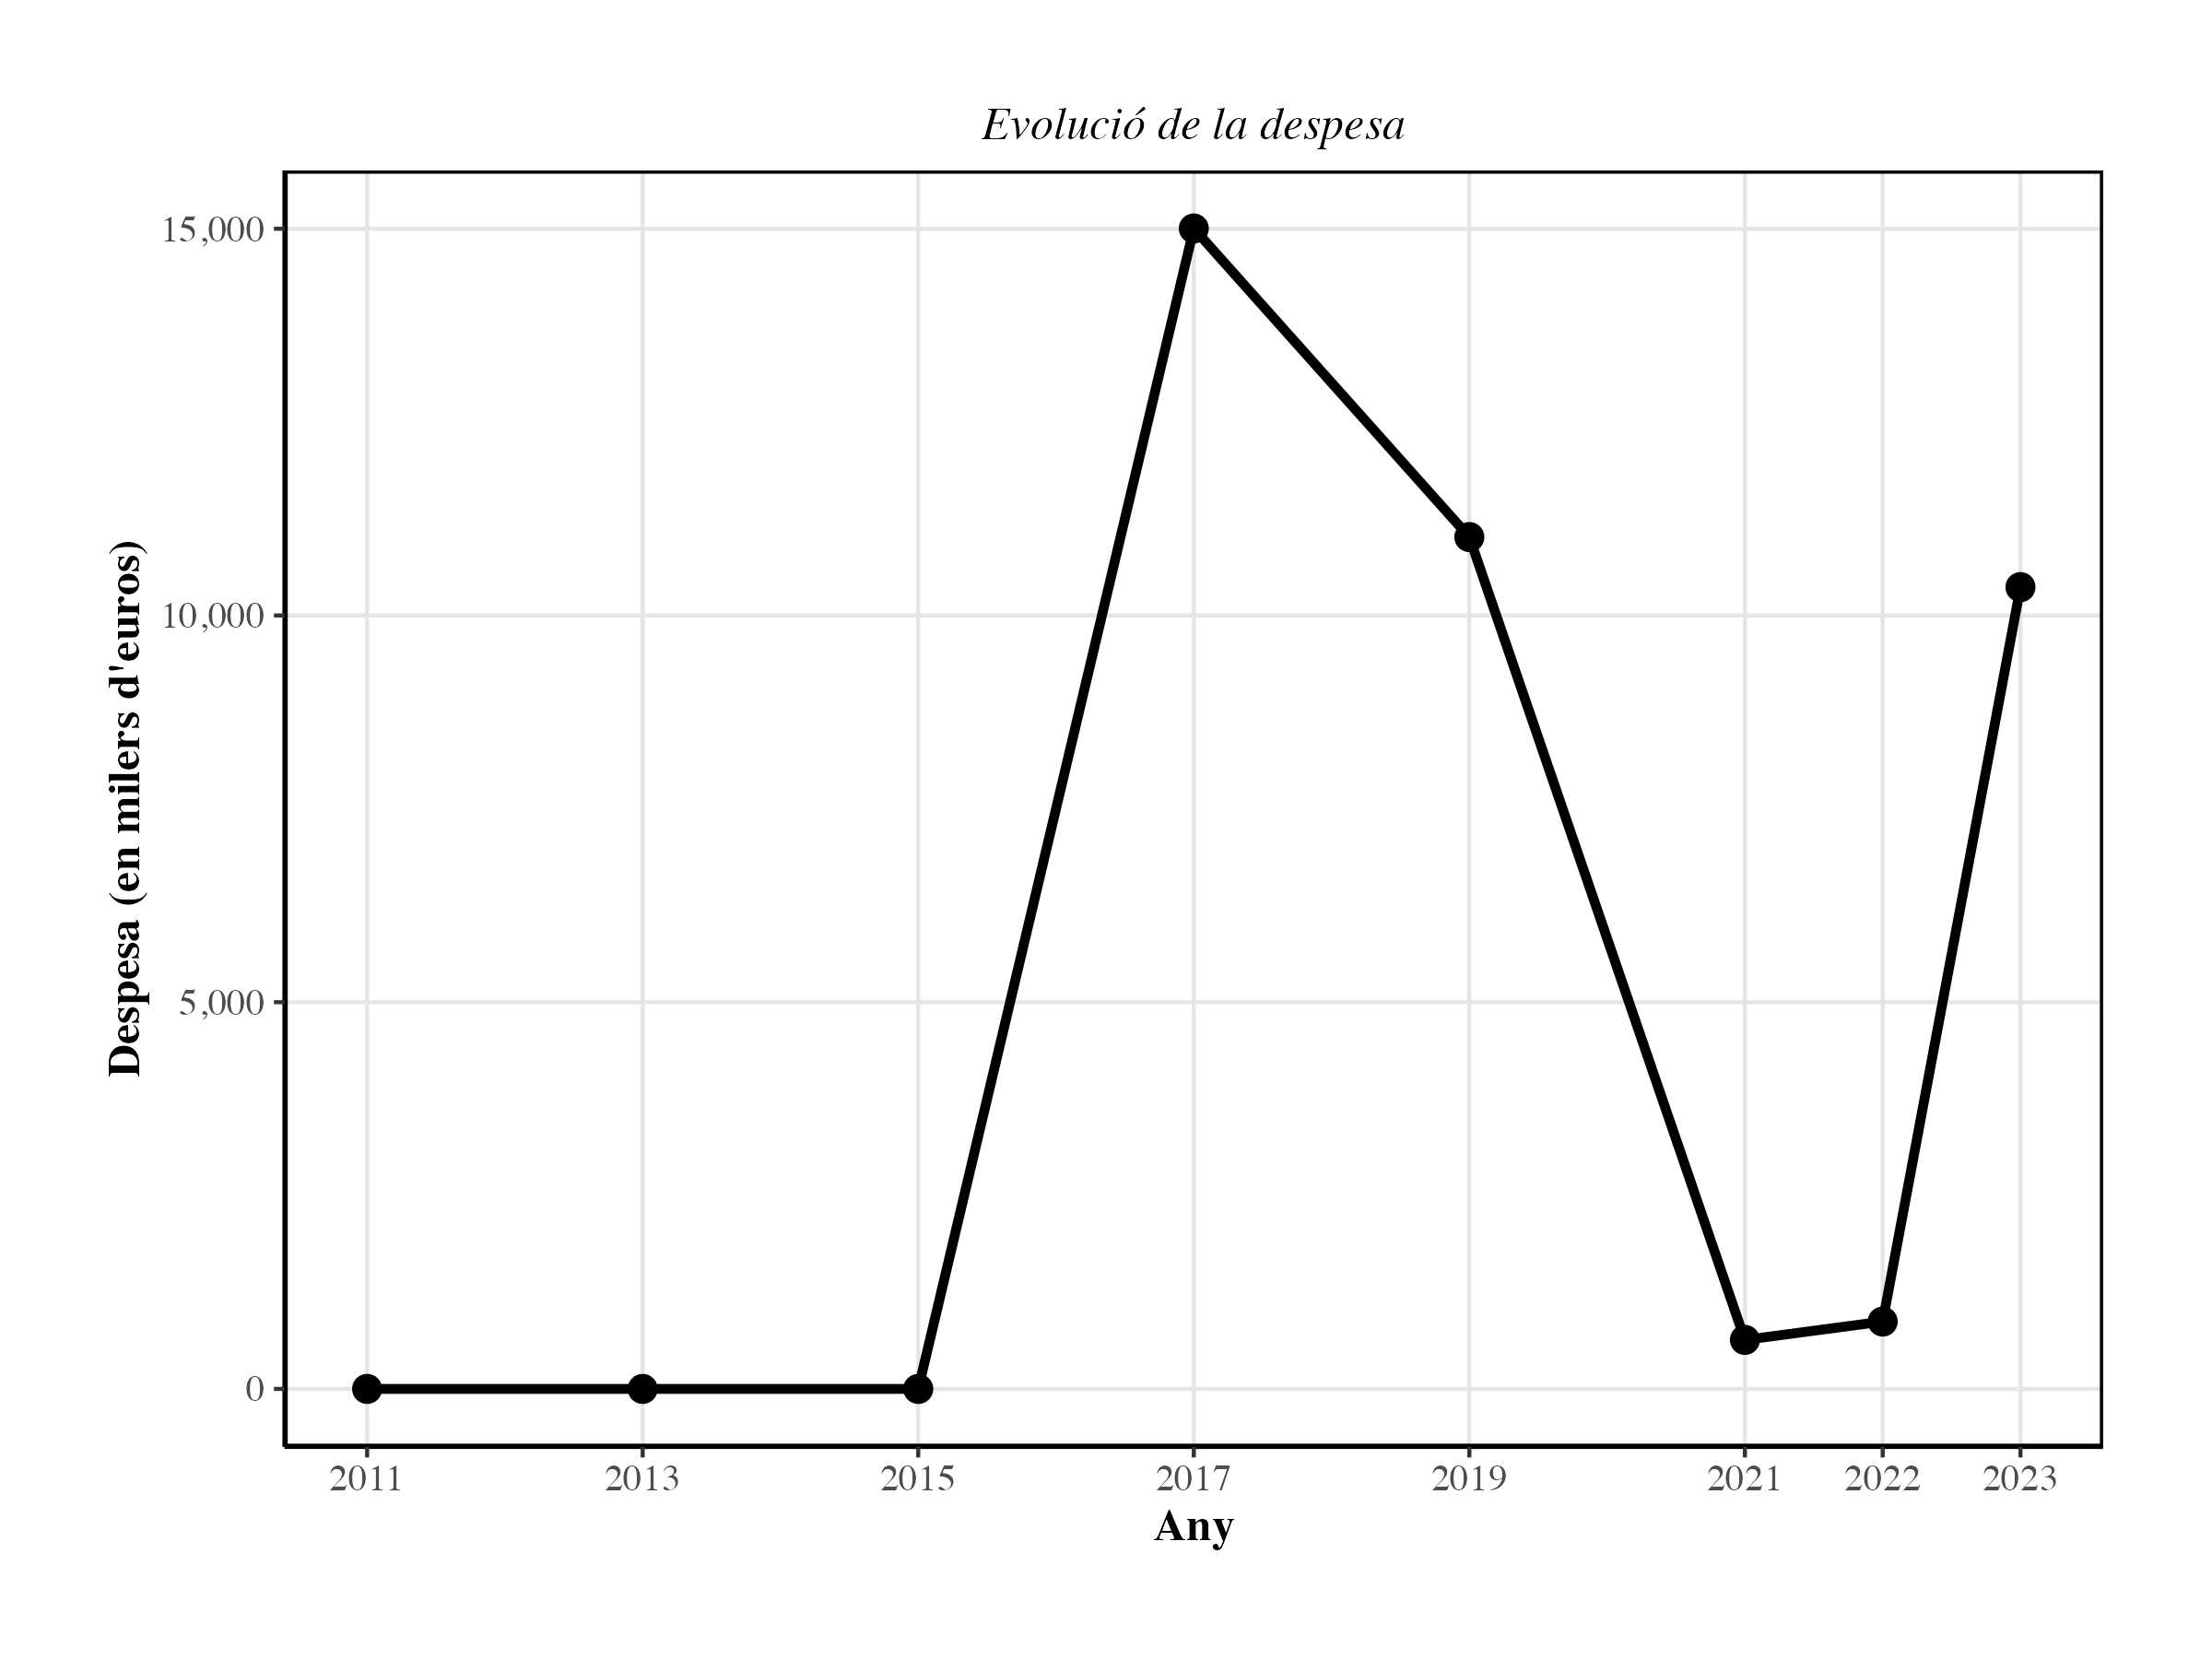 Evolució de la despesa
Despesa (en milers d'euros)
15,000
10,000
5,000
0
2011 2013 2015 2017 2019 2021 2022 2023
Any